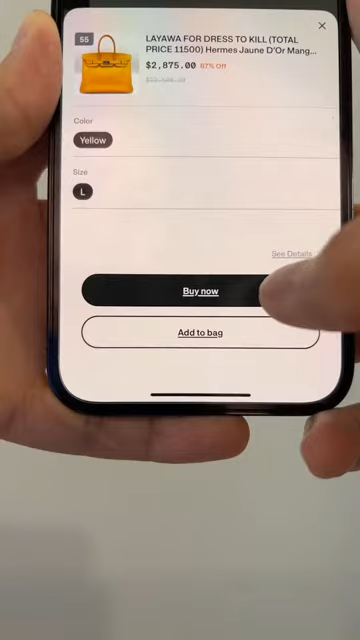 55
LAYAWA FOR DRESS TO KILL (TOTAL
PRICE 11500) Hermes Jaune D'Or Mang...
$2,875.00 87% Off
Color
Yellow
Size
L
See Details
Buy now
Add to bag